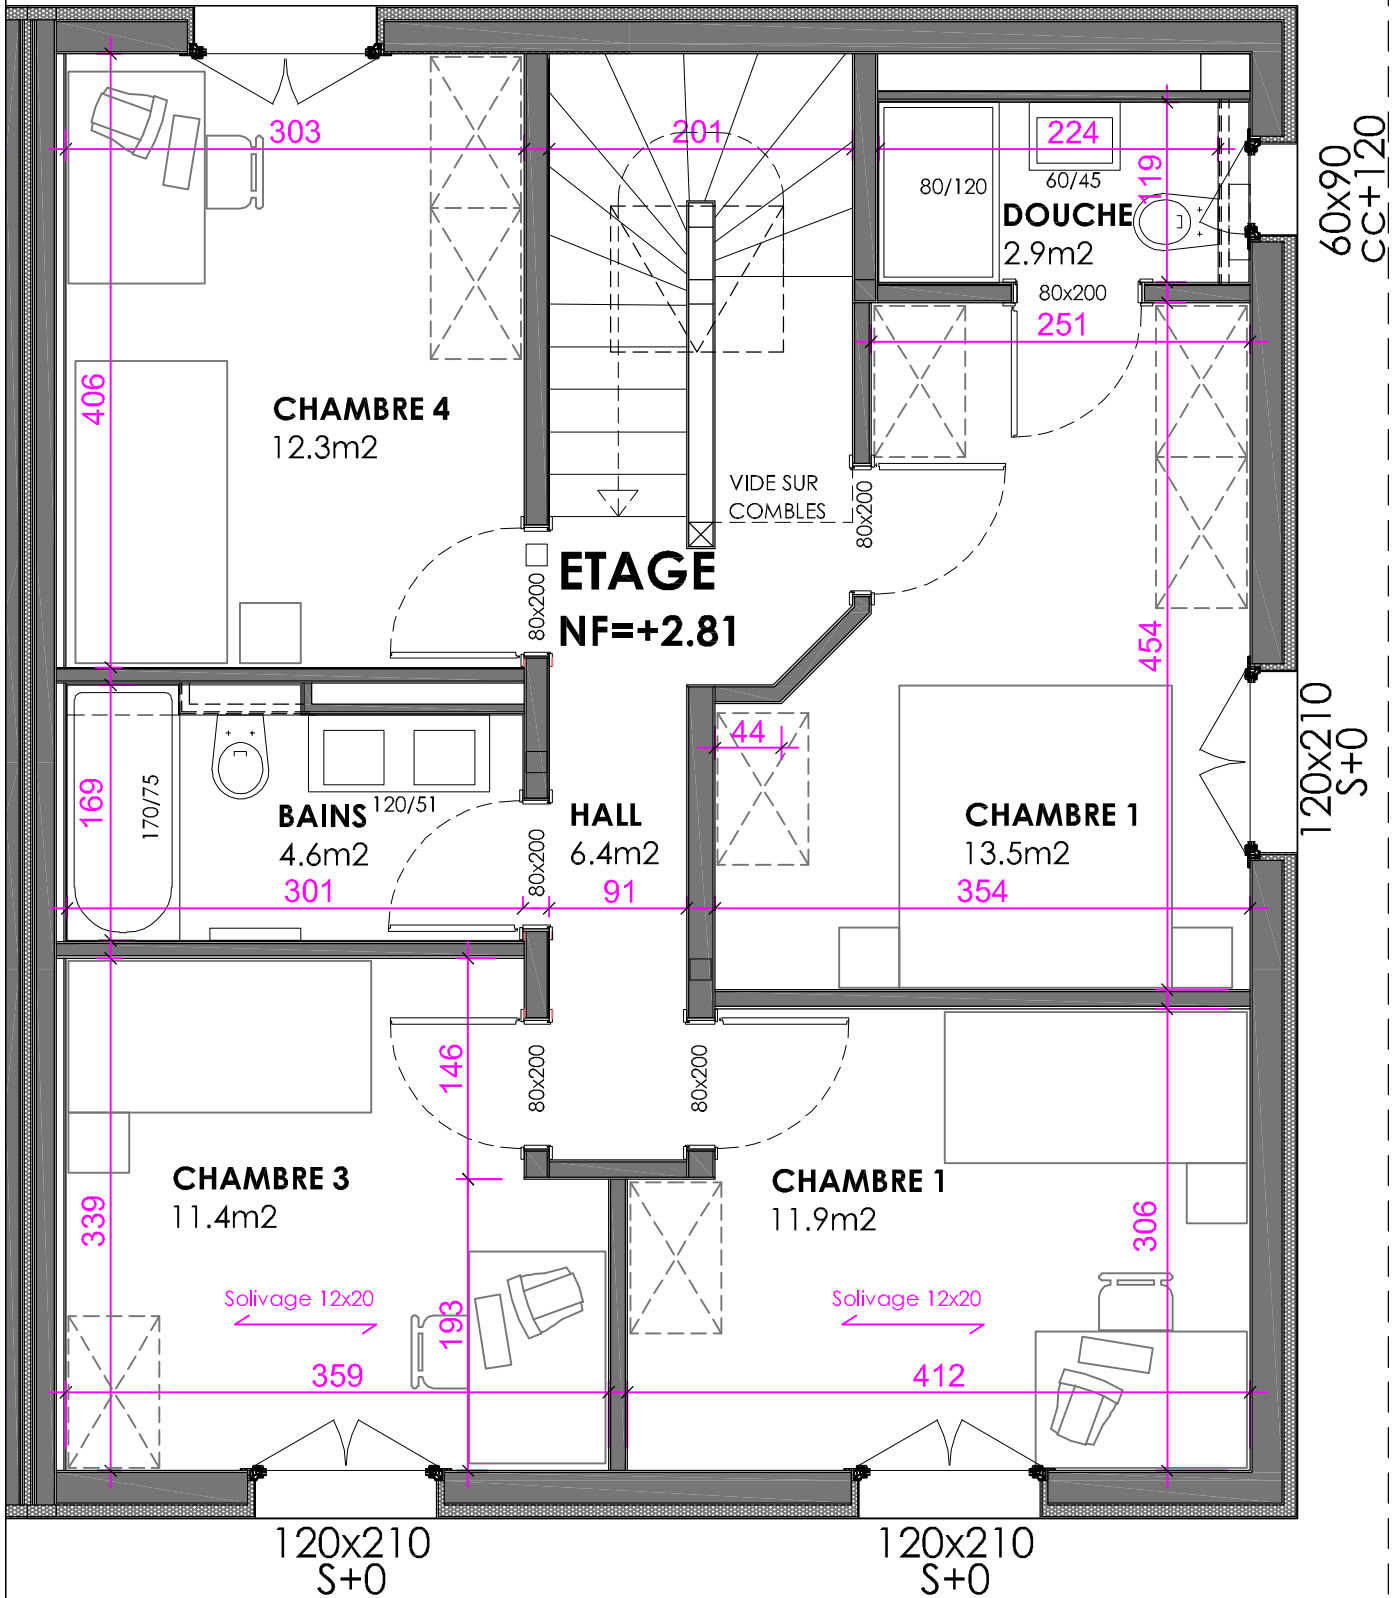 303
201
224
119
80/120
60/45
DOUCHE
2.9m2
80x200
251
60x90
CC+120
406
CHAMBRE 4
12.3m2
VIDE SUR
COMBLES
80x200
ETAGE
NF=+2.81
80x200
454
120x210
S+0
44
169
170/75
BAINS
4.6m2
120/51
301
80x200
HALL
6.4m2
91
CHAMBRE 1
13.5m2
354
146
80x200
80x200
CHAMBRE 3
11.4m2
339
Solivage 12x20
193
359
CHAMBRE 1
11.9m2
306
Solivage 12x20
412
120x210
S+0
120x210
S+0